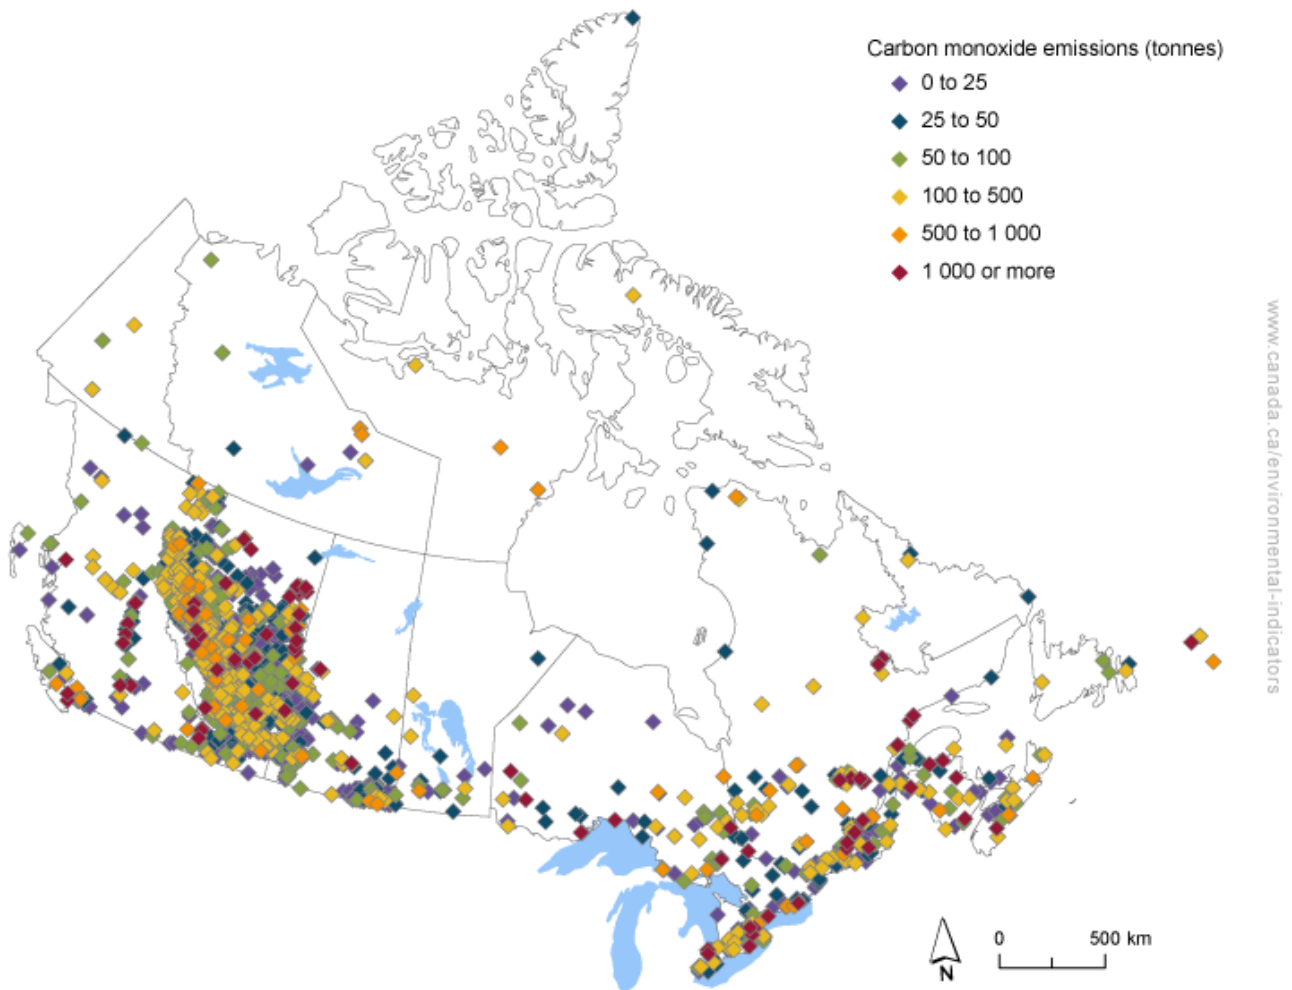 Carbon monoxide emissions (tonnes)
0 to 25
25 to 50
50 to 100
100 to 500
500 to 1 000
1 000 or more
www.canada.ca/environmental-indicators
N
0 500 km